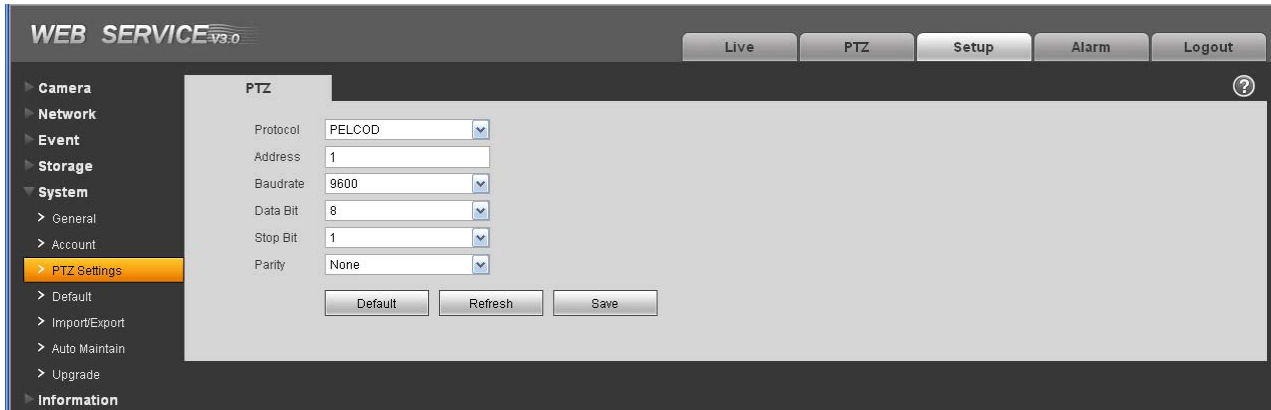 WEB SERVICE V3.0
Live PTZ Setup Alarm Logout
Camera
Network
Event
Storage
System
General
Account
PTZ Settings
Default
Import/Export
Auto Maintain
Upgrade
Information
PTZ
?
Protocol PELCOD
Address 1
Baudrate 9600
Data Bit 8
Stop Bit 1
Parity None
Default Refresh Save